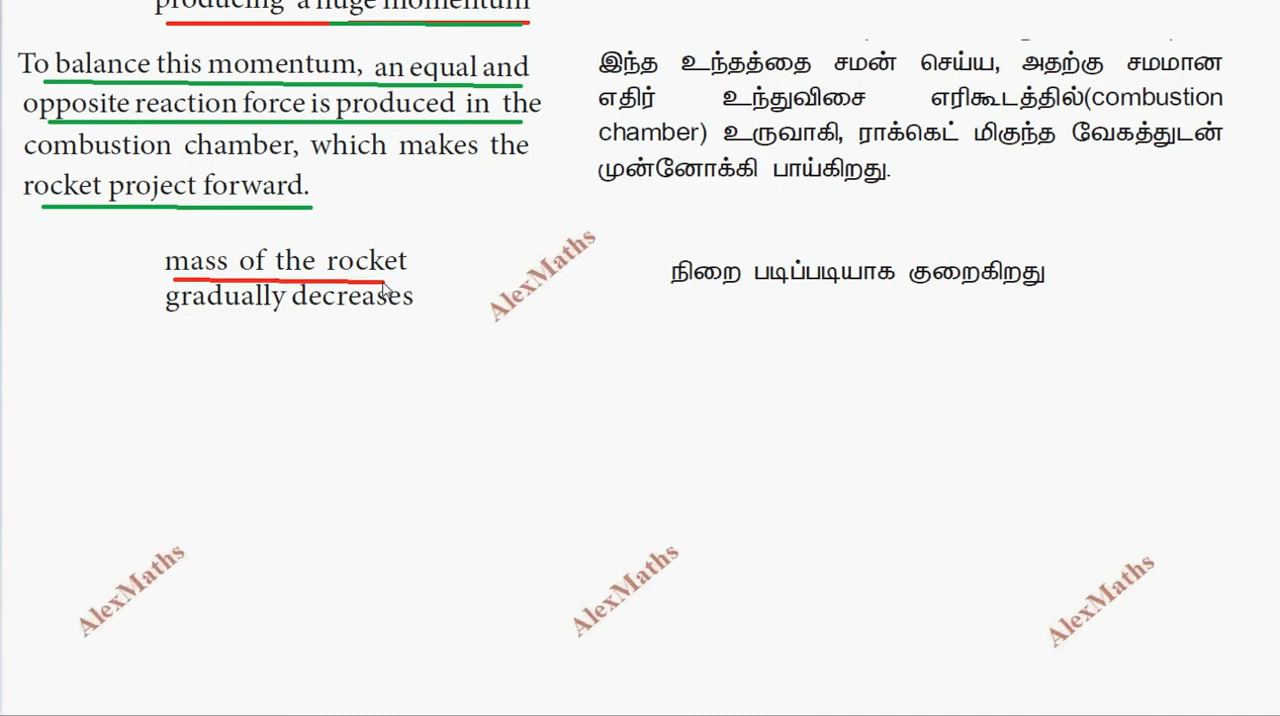 producing a huge momentum
To balance this momentum, an equal and
opposite reaction force is produced in the
combustion chamber, which makes the
rocket project forward.
mass of the rocket
gradually decreases
இந்த உந்தத்தை சமன் செய்ய, அதற்கு சமமான
எதிர் உந்துவிசை எரிகூடத்தில்(combustion
chamber) உருவாகி, ராக்கெட் மிகுந்த வேகத்துடன்
முன்னோக்கி பாய்கிறது.
நிறை படிப்படியாக குறைகிறது
AlexMaths
AlexMaths
AlexMaths
AlexMaths